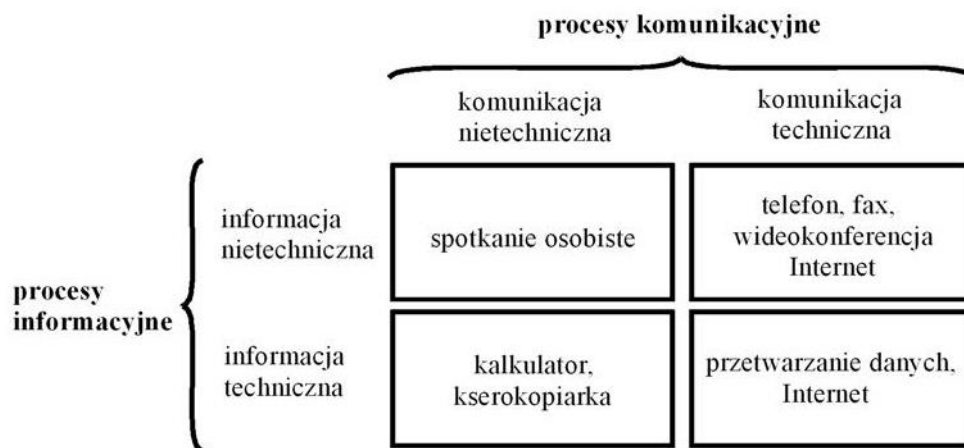 procesy komunikacyjne
komunikacja
nietechniczna
komunikacja
techniczna
informacja
nietechniczna
spotkanie osobiste
telefon, fax,
wideokonferencja
Internet
procesy
informacyjne
informacja
techniczna
kalkulator,
kserokopiarka
przetwarzanie danych,
Internet